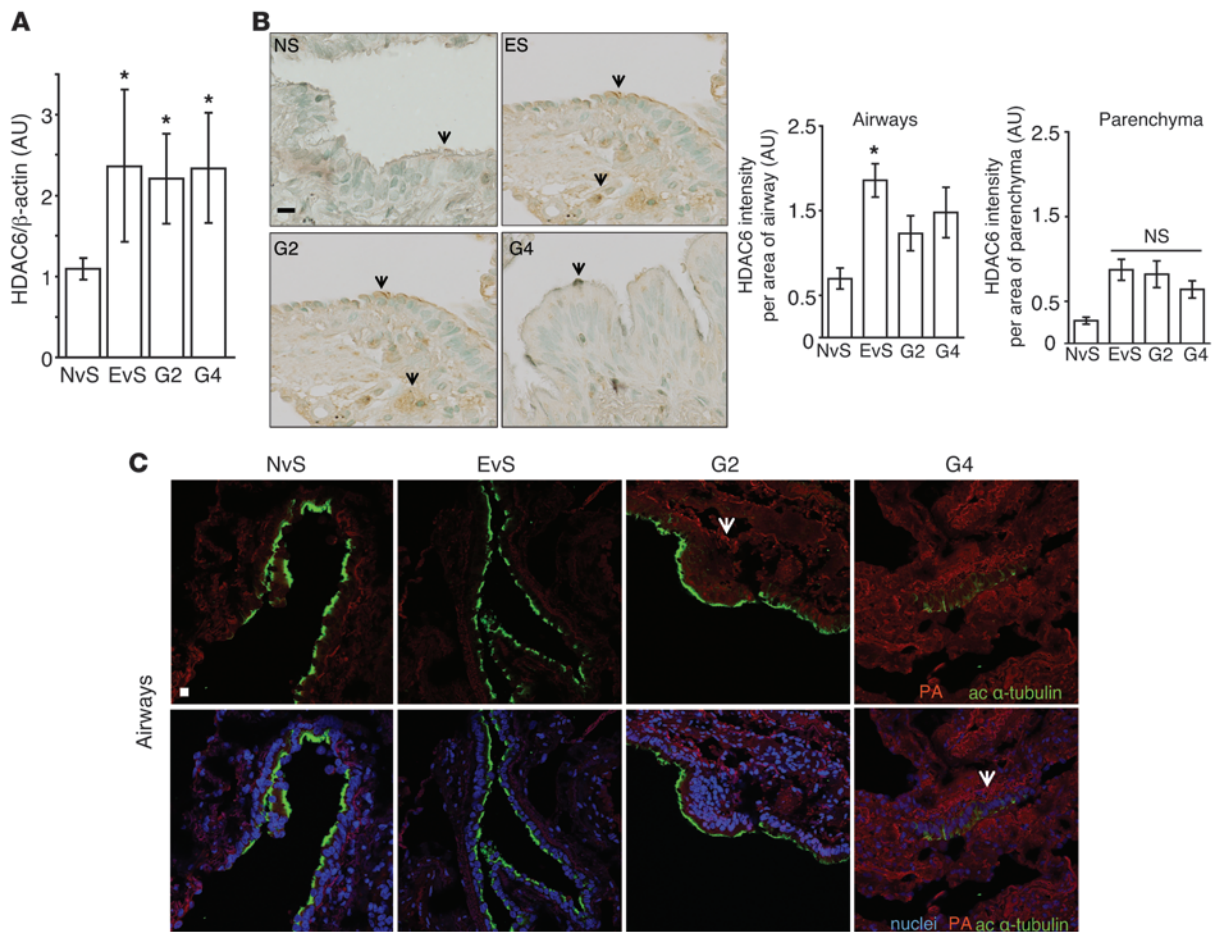 A
HDAC6/β-actin (AU)
3
2
1
0
*
*
*
NvS EvS G2 G4
B
NS
ES
G2
G4
Airways
HDAC6 intensity
per area of airway (AU)
2.5
1.5
0.5
0
*
NvS EvS G2 G4
Parenchyma
HDAC6 intensity
per area of parenchyma (AU)
2.5
1.5
0.5
0
NS
NvS EvS G2 G4
C
NvS EvS G2 G4
Airways
PA ac α-tubulin
nuclei PA ac α-tubulin